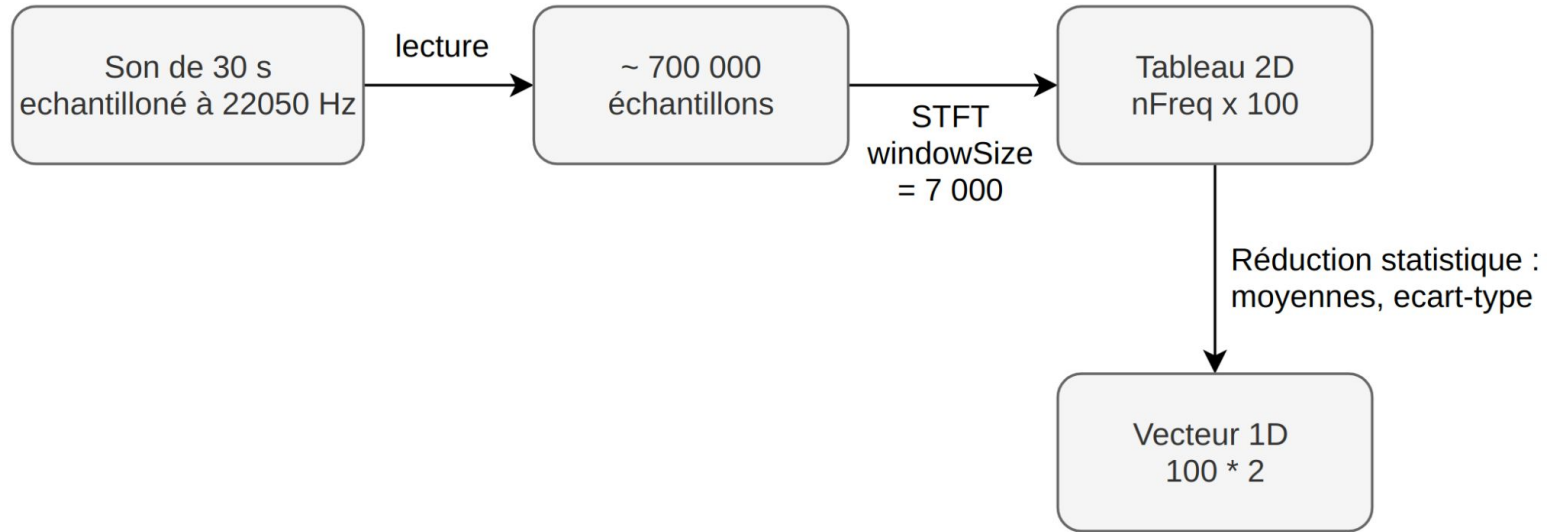 Son de 30 s
echantilloné à 22050 Hz
lecture
~ 700 000
échantillons
STFT
windowSize
= 7 000
Tableau 2D
nFreq x 100
Réduction statistique :
moyennes, ecart-type
Vecteur 1D
100 * 2